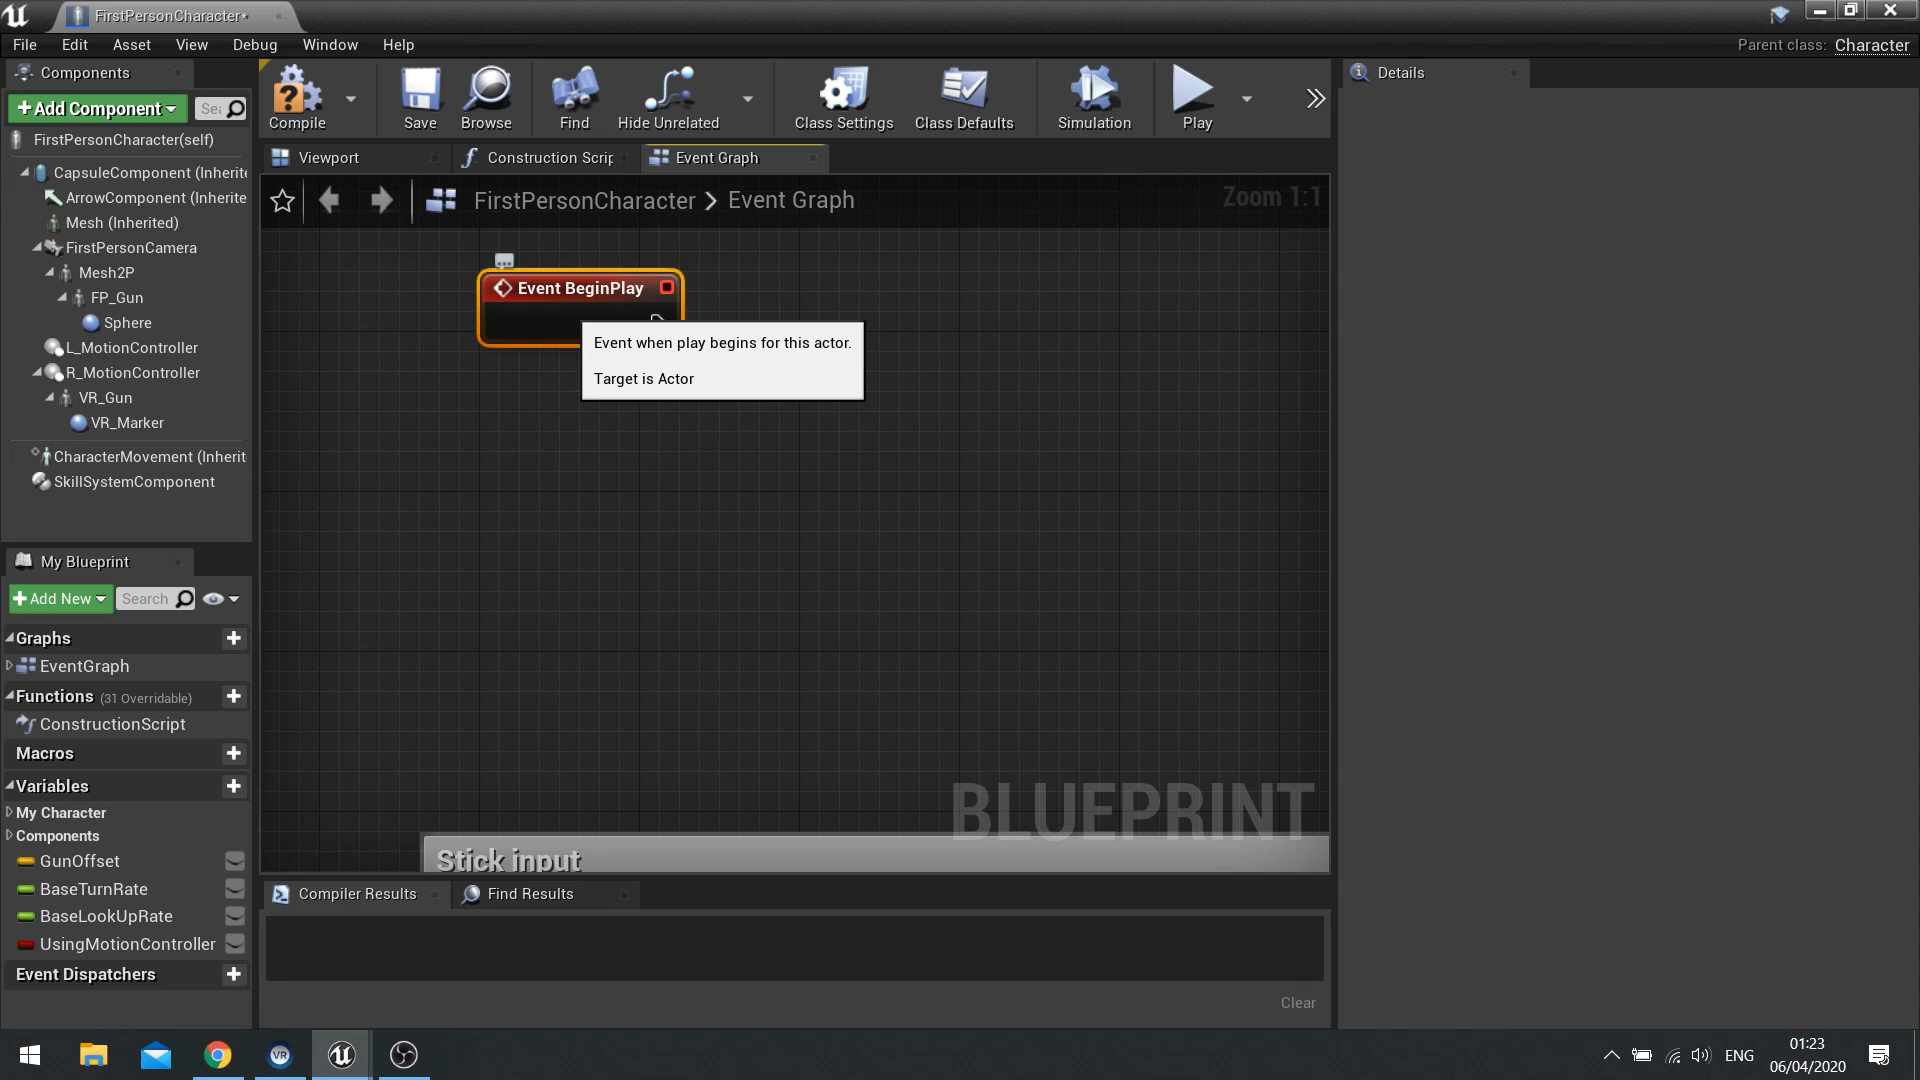 FirstPersonCharacter*
File Edit Asset View Debug Window Help
Parent class: Character
Components
Add Component
Sea
FirstPersonCharacter(self)
CapsuleComponent (Inherite
ArrowComponent (Inherite
Mesh (Inherited)
FirstPersonCamera
Mesh2P
FP_Gun
Sphere
L_MotionController
R_MotionController
VR_Gun
VR_Marker
CharacterMovement (Inherit
SkillSystemComponent
My Blueprint
Add New
Search
Graphs
EventGraph
Functions (31 Overridable)
ConstructionScript
Macros
Variables
My Character
Components
GunOffset
BaseTurnRate
BaseLookUpRate
UsingMotionController
Event Dispatchers
Compile
Save
Browse
Find
Hide Unrelated
Class Settings
Class Defaults
Simulation
Play
Viewport
Construction Scrip
Event Graph
FirstPersonCharacter > Event Graph
Zoom 1:1
Event BeginPlay
Event when play begins for this actor.
Target is Actor
BLUEPRINT
Stick input
Compiler Results
Find Results
Clear
Details
VR
ENG
01:23
06/04/2020